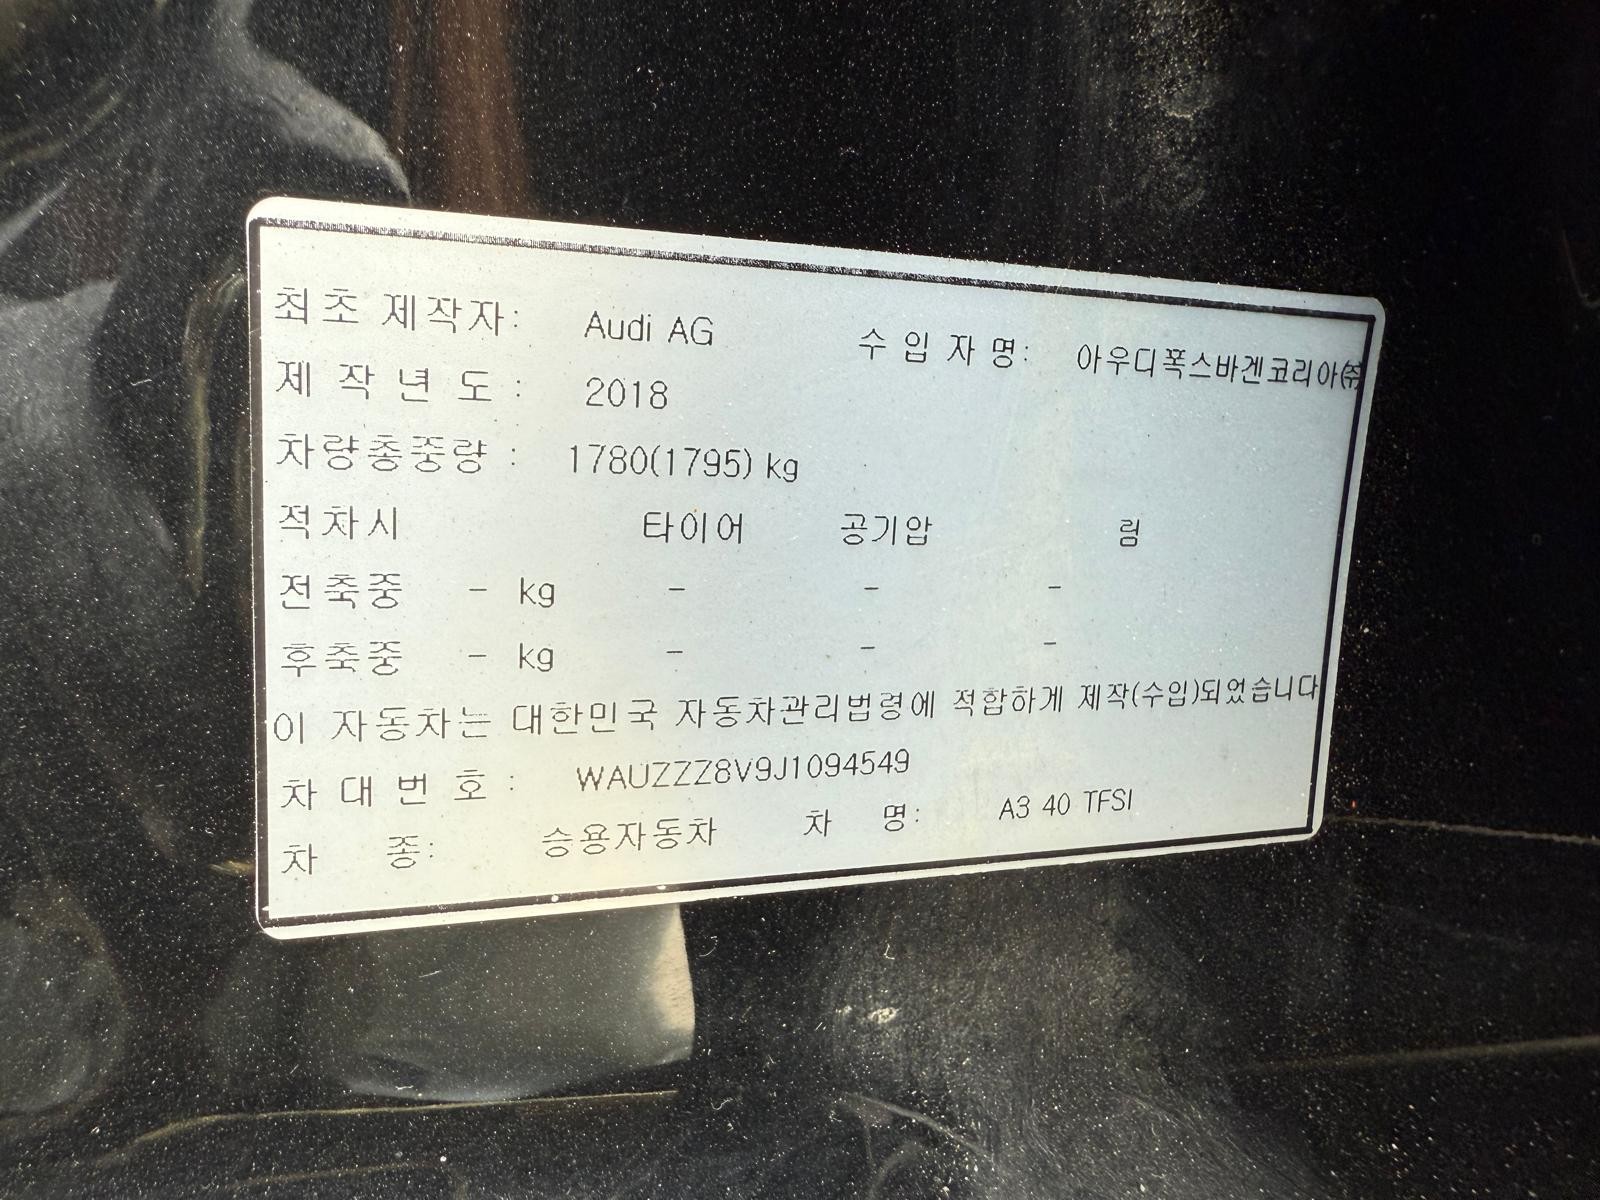 최초 제작자: Audi AG 수입자명: 아우디폭스바겐코리아㈜
제작년도: 2018
차량총중량: 1780(1795) kg
적차시 타이어 공기압 림
전축중 - kg - - -
후축중 - kg - - -
이 자동차는 대한민국 자동차관리법령에 적합하게 제작(수입)되었습니다
차대번호: WAUZZZ8V9J1094549
차 종: 승용자동차 차 명: A3 40 TFSI